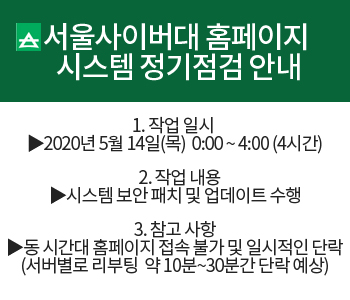 서울사이버대 홈페이지
시스템 정기점검 안내
1. 작업 일시
▶2020년 5월 14일(목) 0:00 ~ 4:00 (4시간)
2. 작업 내용
▶시스템 보안 패치 및 업데이트 수행
3. 참고 사항
▶동 시간대 홈페이지 접속 불가 및 일시적인 단락
(서버별로 리부팅 약 10분~30분간 단락 예상)